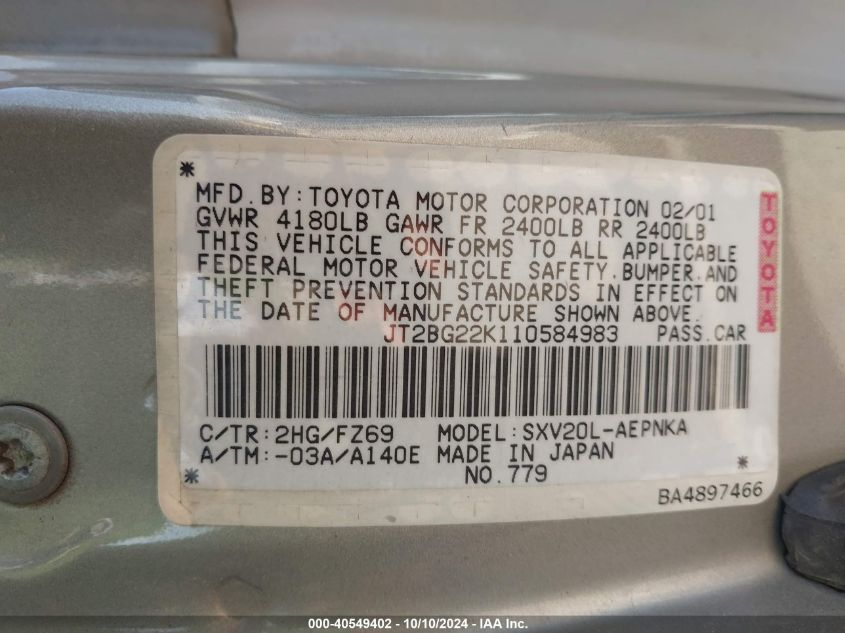 MFD. BY: TOYOTA MOTOR CORPORATION 02/01
GVWR 4180LB GAWR FR 2400LB RR 2400LB
THIS VEHICLE CONFORMS TO ALL APPLICABLE
FEDERAL MOTOR VEHICLE SAFETY. BUMPER. AND
THEFT PREVENTION STANDARDS IN EFFECT ON
THE DATE OF MANUFACTURE SHOWN ABOVE.
JT2BG22K110584983 PASS. CAR
TOYOTA
C/TR: 2HG/FZ69 MODEL: SXV20L-AEPNKA
A/TM: -03A/A140E MADE IN JAPAN
NO. 779
BA4897466
000-40549402 - 10/10/2024 - IAA Inc.